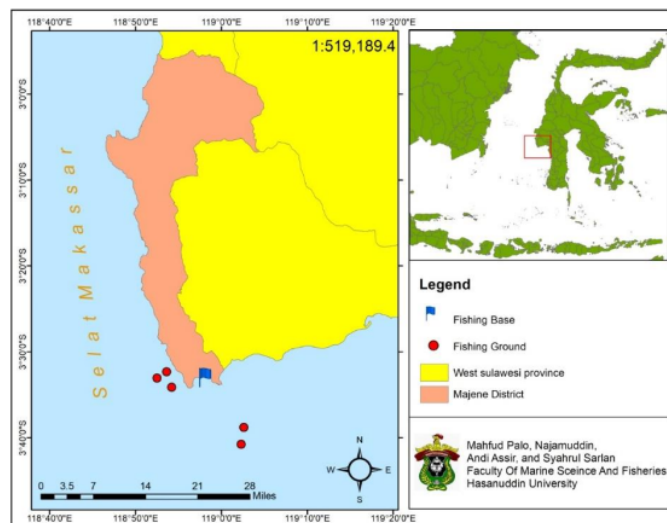 118°40'0"E 118°50'0"E 119°0'0"E 119°10'0"E 119°20'0"E
1:519,189.4
3°0'0"S
3°10'0"S
3°20'0"S
3°30'0"S
3°40'0"S
Selat Makassar
N
W E
S
0 3.5 7 14 21 28
Miles
118°40'0"E 118°50'0"E 119°0'0"E 119°10'0"E 119°20'0"E
Legend
Fishing Base
Fishing Ground
West sulawesi province
Majene District
Mahfud Palo, Najamuddin,
Andi Assir, and Syahrul Sarlan
Faculty Of Marine Sceince And Fisheries
Hasanuddin University